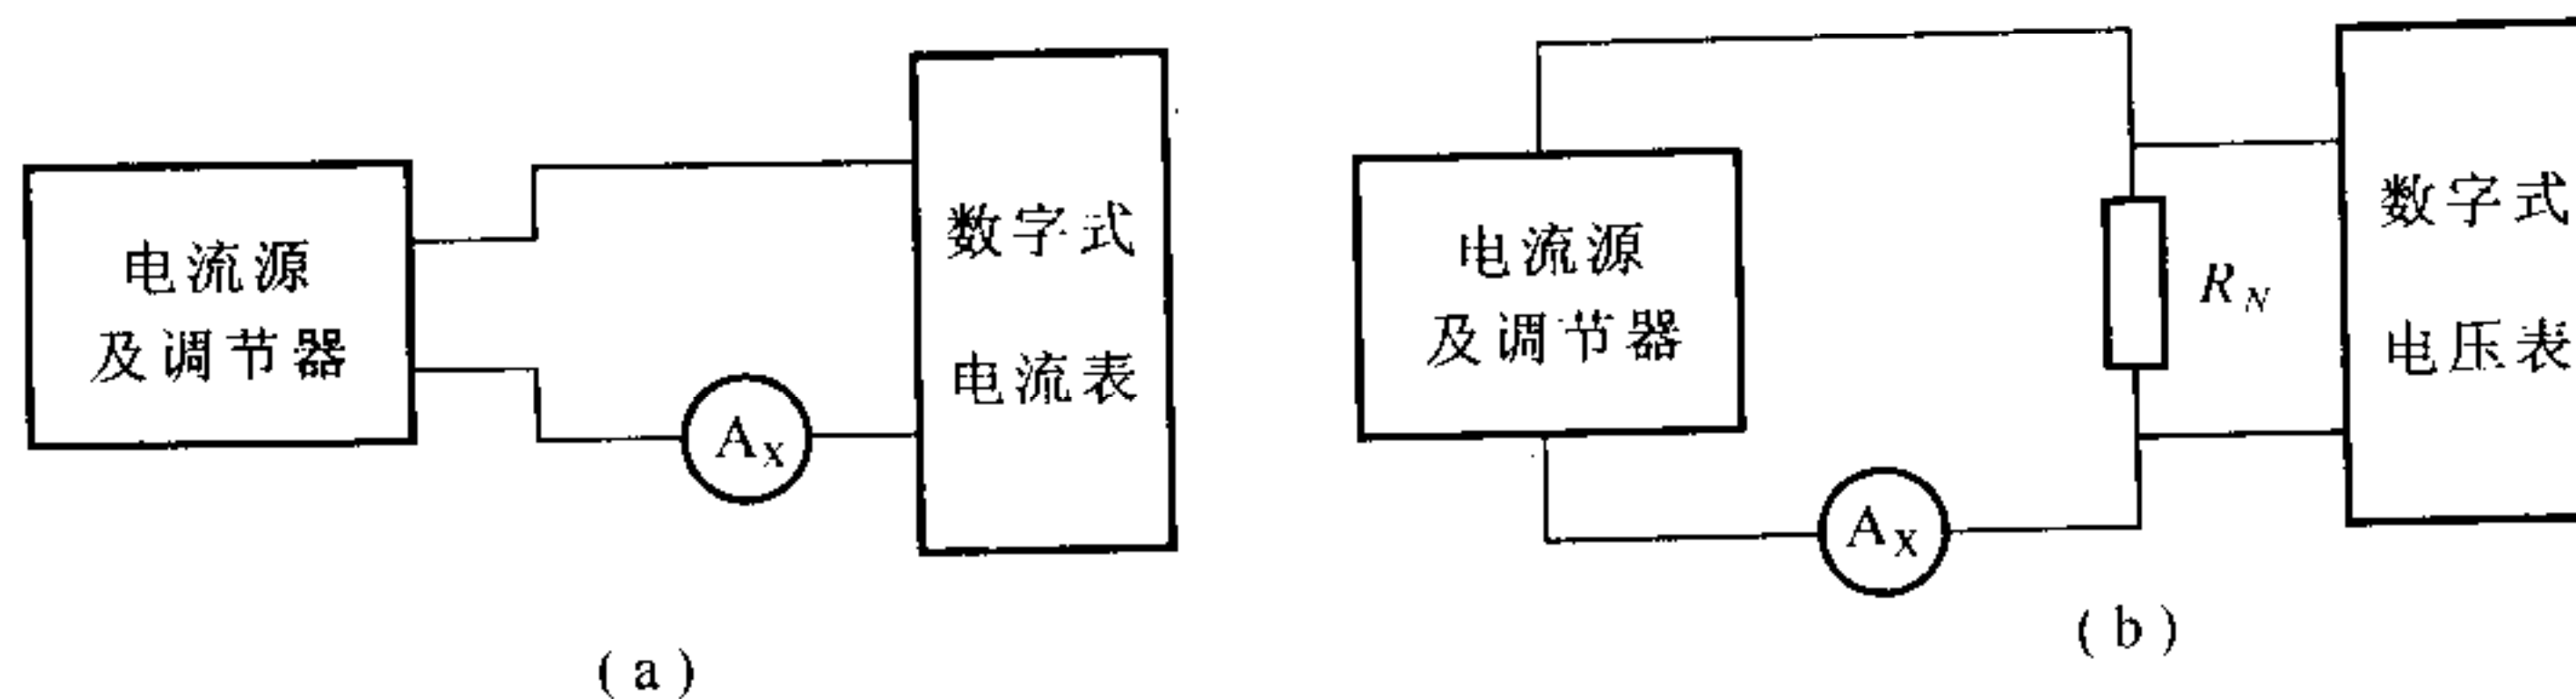 电流源
及调节器
A_X
数字式
电流表
(a)
电流源
及调节器
A_X
R_N
数字式
电压表
(b)